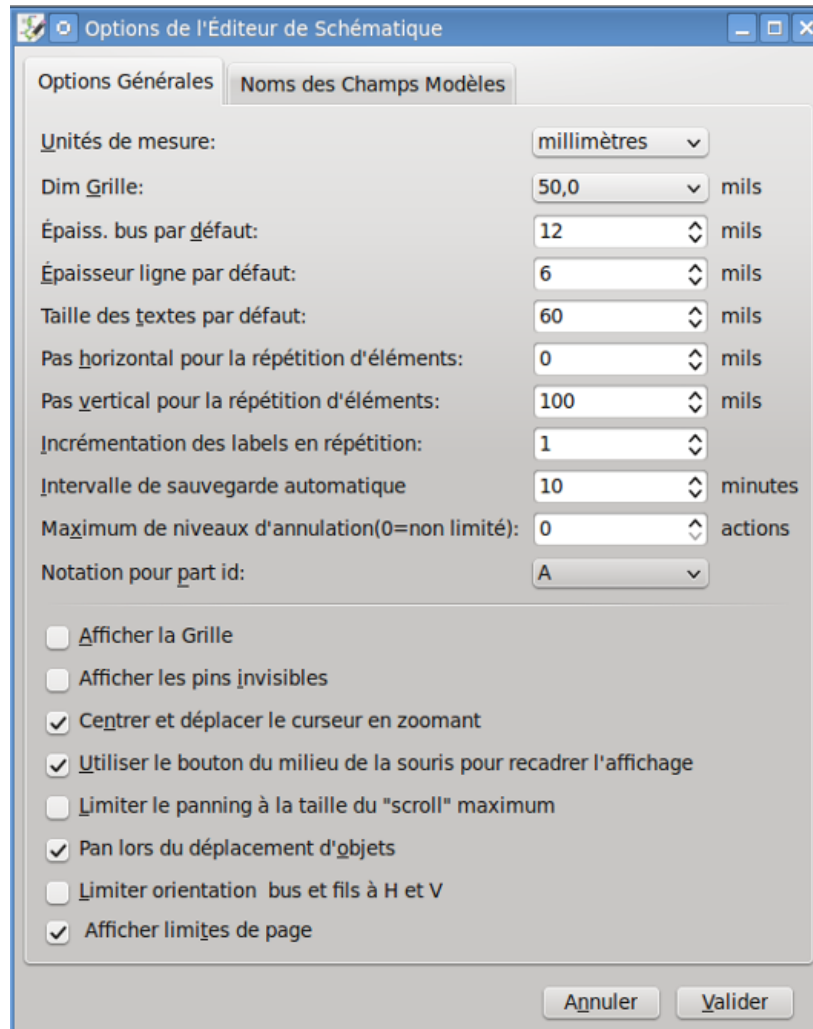 Options de l'Éditeur de Schématique
Options Générales Noms des Champs Modèles
Unités de mesure: millimètres
Dim Grille: 50,0 mils
Épaiss. bus par défaut: 12 mils
Épaisseur ligne par défaut: 6 mils
Taille des textes par défaut: 60 mils
Pas horizontal pour la répétition d'éléments: 0 mils
Pas vertical pour la répétition d'éléments: 100 mils
Incrémentation des labels en répétition: 1
Intervalle de sauvegarde automatique 10 minutes
Maximum de niveaux d'annulation(0=non limité): 0 actions
Notation pour part id: A
Afficher la Grille
Afficher les pins invisibles
Centrer et déplacer le curseur en zoomant
Utiliser le bouton du milieu de la souris pour recadrer l'affichage
Limiter le panning à la taille du "scroll" maximum
Pan lors du déplacement d'objets
Limiter orientation bus et fils à H et V
Afficher limites de page
Annuler Valider